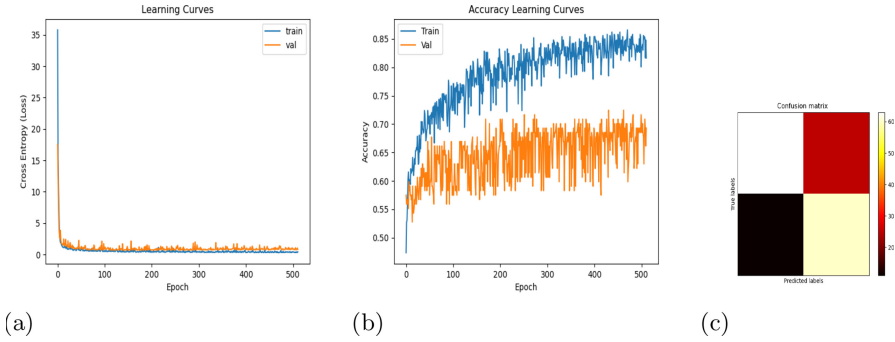 Learning Curves
35
30
25
20
15
10
5
0
Cross Entropy (Loss)
train
val
0
100
200
300
400
500
Epoch
(a)
Accuracy Learning Curves
0.85
0.80
0.75
0.70
0.65
0.60
0.55
0.50
Accuracy
Train
Val
0
100
200
300
400
500
Epoch
(b)
Confusion matrix
True labels
Predicted labels
60
50
40
30
20
(c)